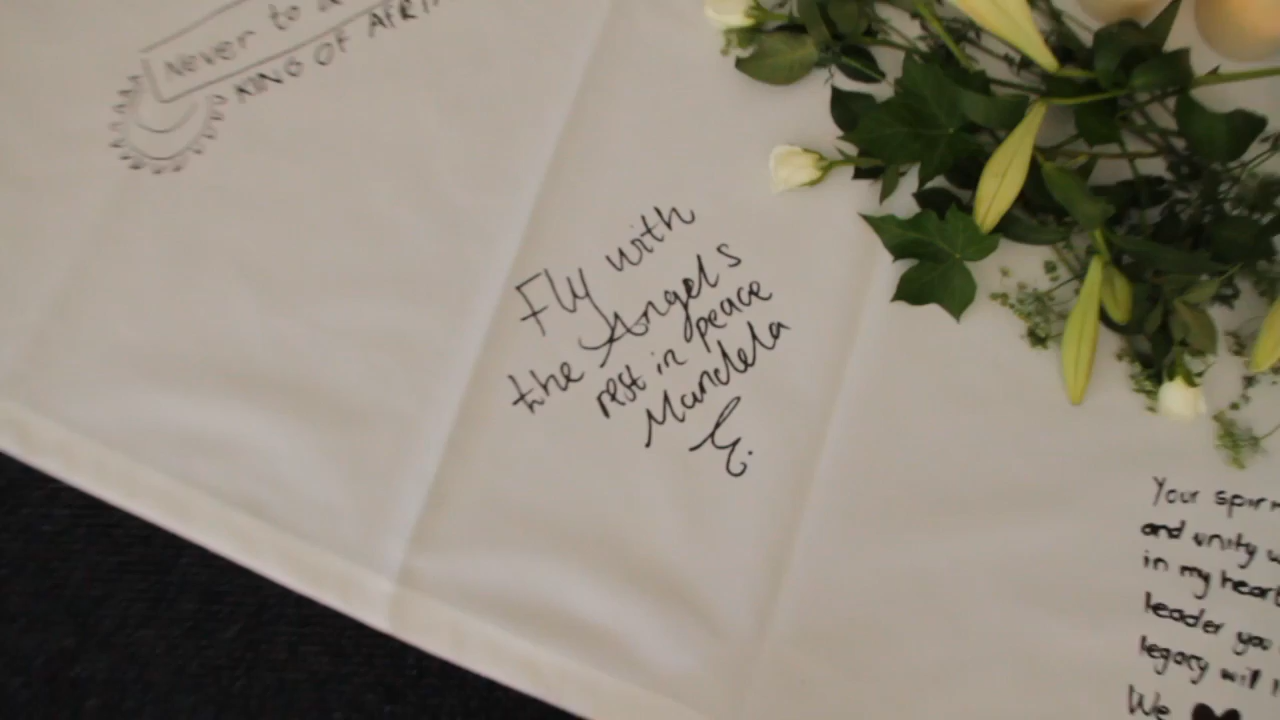 Never to a
KING OF AFRI
Fly with
the Angels
rest in peace
Mandela
E.
Your spir
and unity
in my heart
leader you
legacy will
We